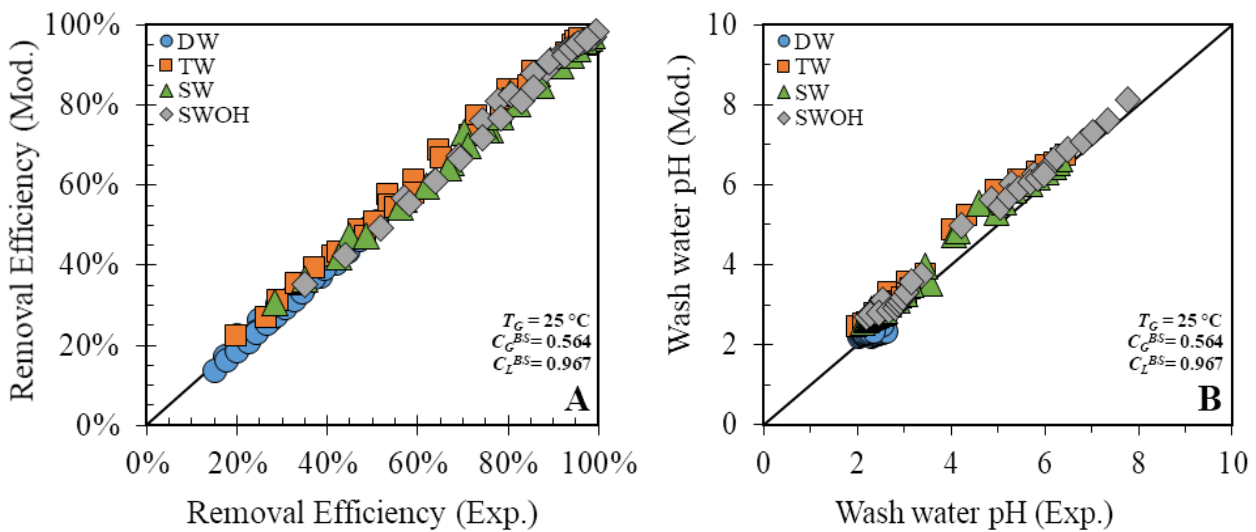 Removal Efficiency (Mod.)
100%
80%
60%
40%
20%
0%
DW
TW
SW
SWOH
T_G = 25 °C
C_G^BS = 0.564
C_L^BS = 0.967
A
0% 20% 40% 60% 80% 100%
Removal Efficiency (Exp.)
Wash water pH (Mod.)
10
8
6
4
2
0
DW
TW
SW
SWOH
T_G = 25 °C
C_G^BS = 0.564
C_L^BS = 0.967
B
0 2 4 6 8 10
Wash water pH (Exp.)